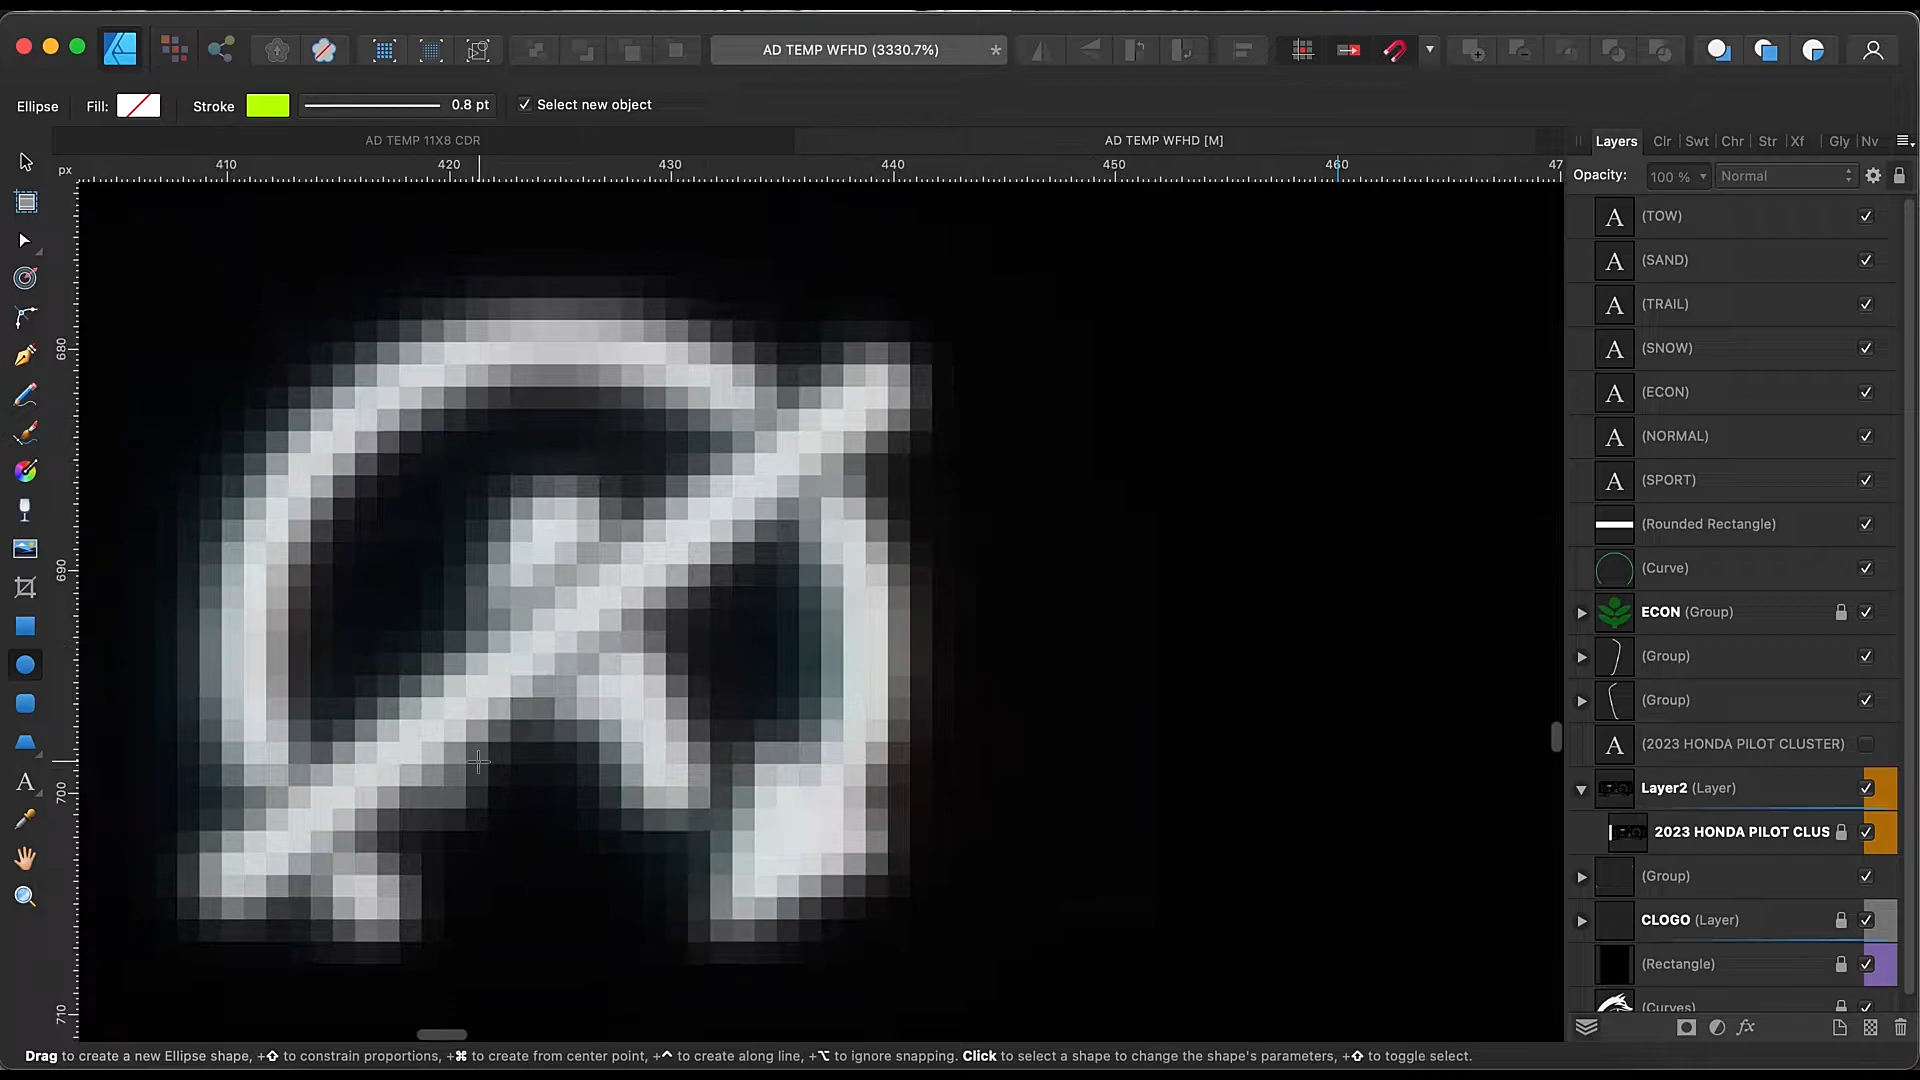 AD TEMP WFHD (3330.7%)
*
Ellipse
Fill:
Stroke
0.8 pt
Select new object
AD TEMP 11X8 CDR
AD TEMP WFHD [M]
Layers
Clr
Swt
Chr
Str
Xf
Gly
Nv
px
410
420
430
440
450
460
47
Opacity:
100 %
Normal
680
690
700
710
A
(TOW)
A
(SAND)
A
(TRAIL)
A
(SNOW)
A
(ECON)
A
(NORMAL)
A
(SPORT)
(Rounded Rectangle)
(Curve)
ECON (Group)
(Group)
(Group)
A
(2023 HONDA PILOT CLUSTER)
Layer2 (Layer)
2023 HONDA PILOT CLUS
(Group)
CLOGO (Layer)
(Rectangle)
(Curves)
fx
Drag to create a new Ellipse shape, +⇧ to constrain proportions, +⌘ to create from center point, +^ to create along line, +⌥ to ignore snapping. Click to select a shape to change the shape's parameters, +⇧ to toggle select.